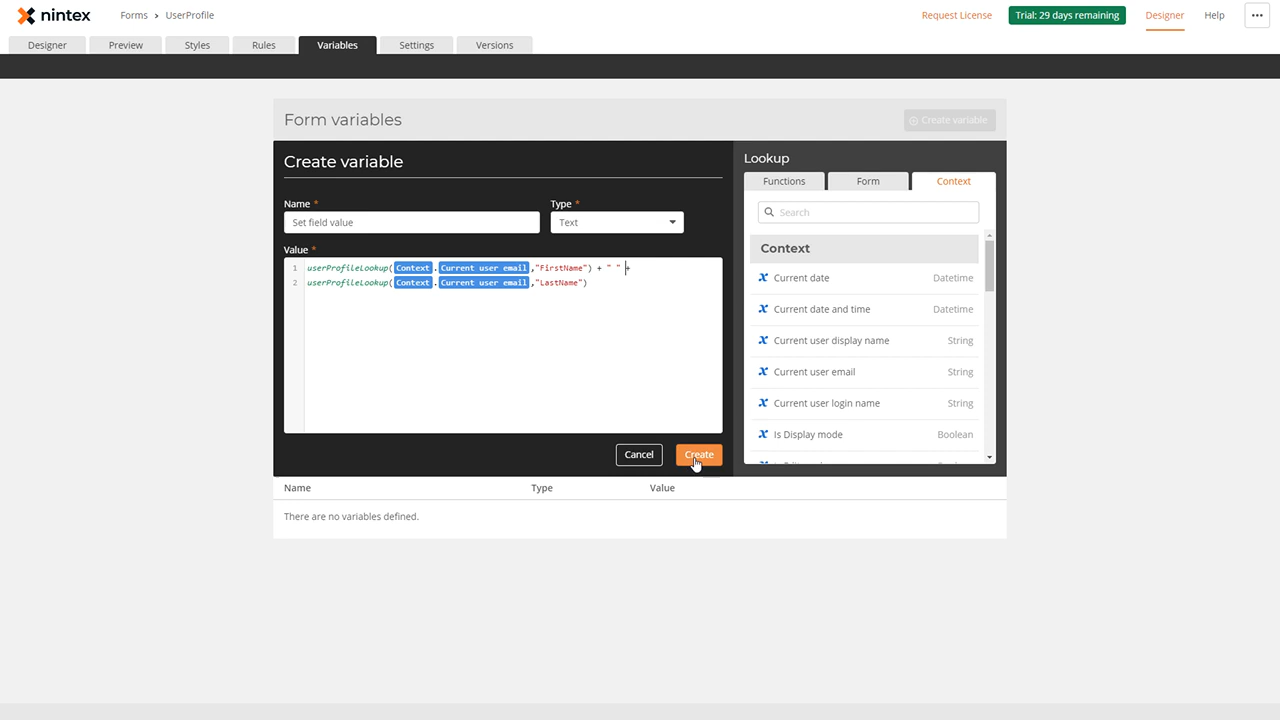 nintex
Forms > UserProfile
Request License
Trial: 29 days remaining
Designer
Help
Designer
Preview
Styles
Rules
Variables
Settings
Versions
Form variables
Create variable
Create variable
Name *
Type *
Set field value
Text
Value *
1 userProfileLookup(Context.Current user email,"FirstName") + " " +
2 userProfileLookup(Context.Current user email,"LastName")
Cancel
Create
Lookup
Functions
Form
Context
Search
Context
Current date Datetime
Current date and time Datetime
Current user display name String
Current user email String
Current user login name String
Is Display mode Boolean
Name Type Value
There are no variables defined.